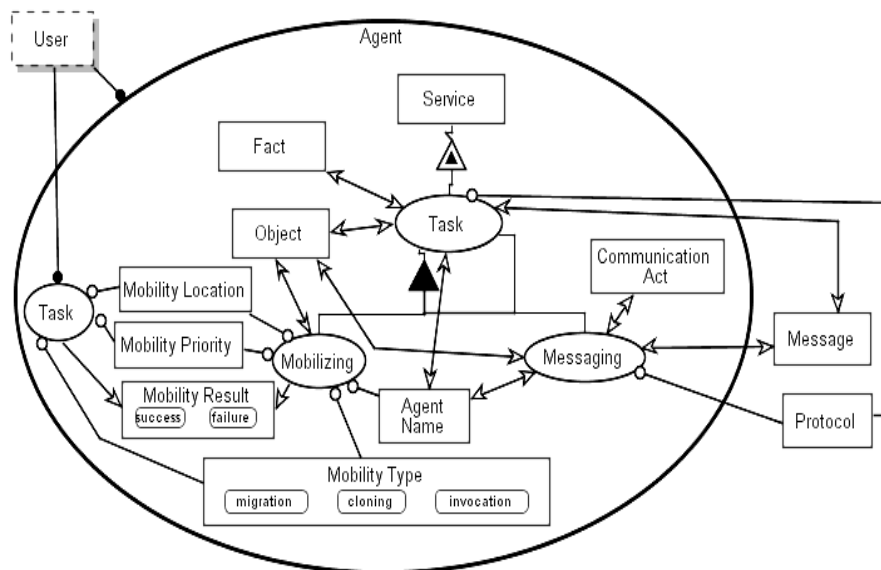 User
Agent
Service
Fact
Task
Object
Communication
Act
Mobility Location
Task
Mobility Priority
Mobilizing
Messaging
Message
Mobility Result
success
failure
Agent
Name
Protocol
Mobility Type
migration
cloning
invocation